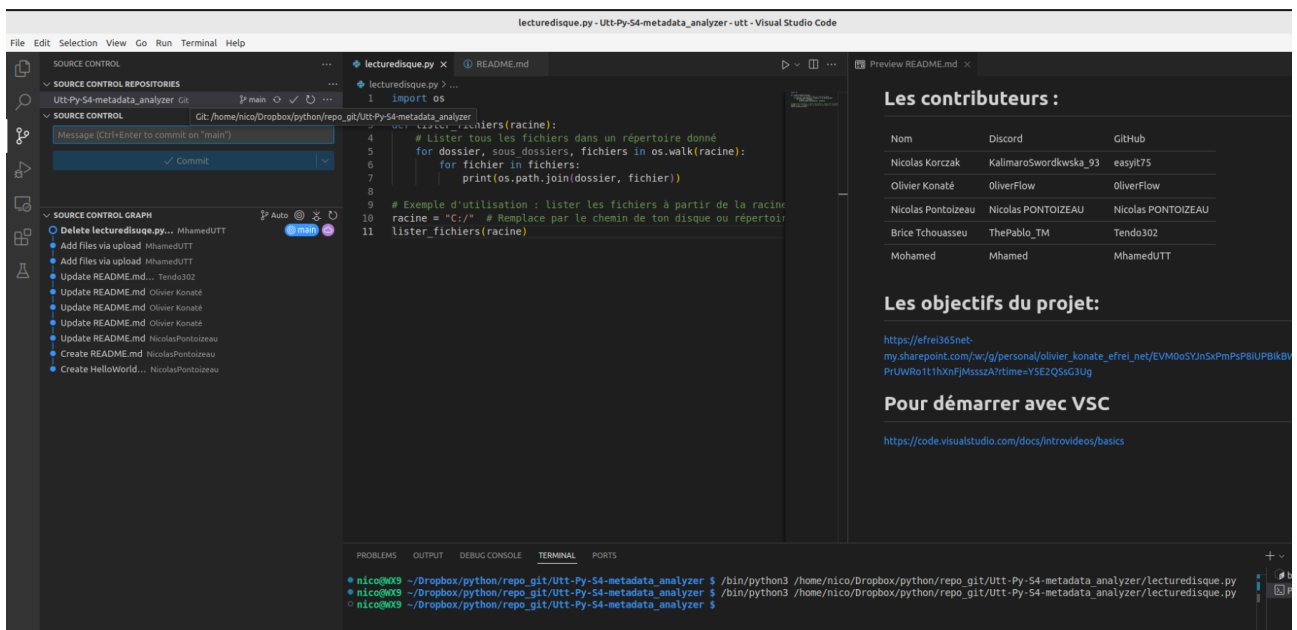 lecturedisque.py - Utt-Py-S4-metadata_analyzer - utt - Visual Studio Code
File Edit Selection View Go Run Terminal Help
SOURCE CONTROL ...
SOURCE CONTROL REPOSITORIES ...
Utt-Py-S4-metadata_analyzer Git main ...
Git: /home/nico/Dropbox/python/repo_git/Utt-Py-S4-metadata_analyzer
SOURCE CONTROL
Message (Ctrl+Enter to commit on "main")
Commit
SOURCE CONTROL GRAPH Auto
Delete lecturedisuqe.py... MhamedUTT main
Add files via upload MhamedUTT
Add files via upload MhamedUTT
Update README.md... Tendo302
Update README.md Olivier Konaté
Update README.md Olivier Konaté
Update README.md Olivier Konaté
Update README.md NicolasPontoizeau
Create README.md NicolasPontoizeau
Create HelloWorld... NicolasPontoizeau
lecturedisque.py README.md ...
lecturedisque.py > ...
1 import os
3 def lister_fichiers(racine):
4 # Lister tous les fichiers dans un répertoire donné
5 for dossier, sous_dossiers, fichiers in os.walk(racine):
6 for fichier in fichiers:
7 print(os.path.join(dossier, fichier))
8
9 # Exemple d'utilisation : lister les fichiers à partir de la racine
10 racine = "C:/" # Remplace par le chemin de ton disque ou répertoir
11 lister_fichiers(racine)
Preview README.md
Les contributeurs :
Nom Discord GitHub
Nicolas Korczak KalimaroSwordkwska_93 easyit75
Olivier Konaté 0liverFlow 0liverFlow
Nicolas Pontoizeau Nicolas PONTOIZEAU Nicolas PONTOIZEAU
Brice Tchouasseu ThePablo_TM Tendo302
Mohamed Mhamed MhamedUTT
Les objectifs du projet:
https://efrei365net-
my.sharepoint.com/:w:/g/personal/olivier_konate_efrei_net/EVM0oSYJnSxPmPsP8iUPBIkBW
PrUWRo1t1hXnFjMssszA?rtime=Y5E2QSsG3Ug
Pour démarrer avec VSC
https://code.visualstudio.com/docs/introvideos/basics
PROBLEMS OUTPUT DEBUG CONSOLE TERMINAL PORTS
nico@WX9 ~/Dropbox/python/repo_git/Utt-Py-S4-metadata_analyzer $ /bin/python3 /home/nico/Dropbox/python/repo_git/Utt-Py-S4-metadata_analyzer/lecturedisque.py
nico@WX9 ~/Dropbox/python/repo_git/Utt-Py-S4-metadata_analyzer $ /bin/python3 /home/nico/Dropbox/python/repo_git/Utt-Py-S4-metadata_analyzer/lecturedisque.py
nico@WX9 ~/Dropbox/python/repo_git/Utt-Py-S4-metadata_analyzer $
b
P